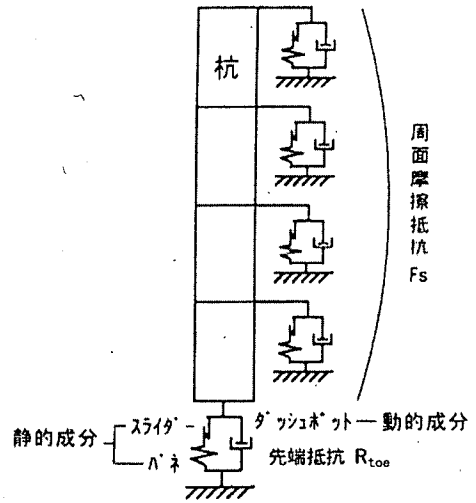 杭
周面摩擦抵抗 Fs
静的成分
スライダー
バネ
ダッシュポット ー 動的成分
先端抵抗 Rtoe